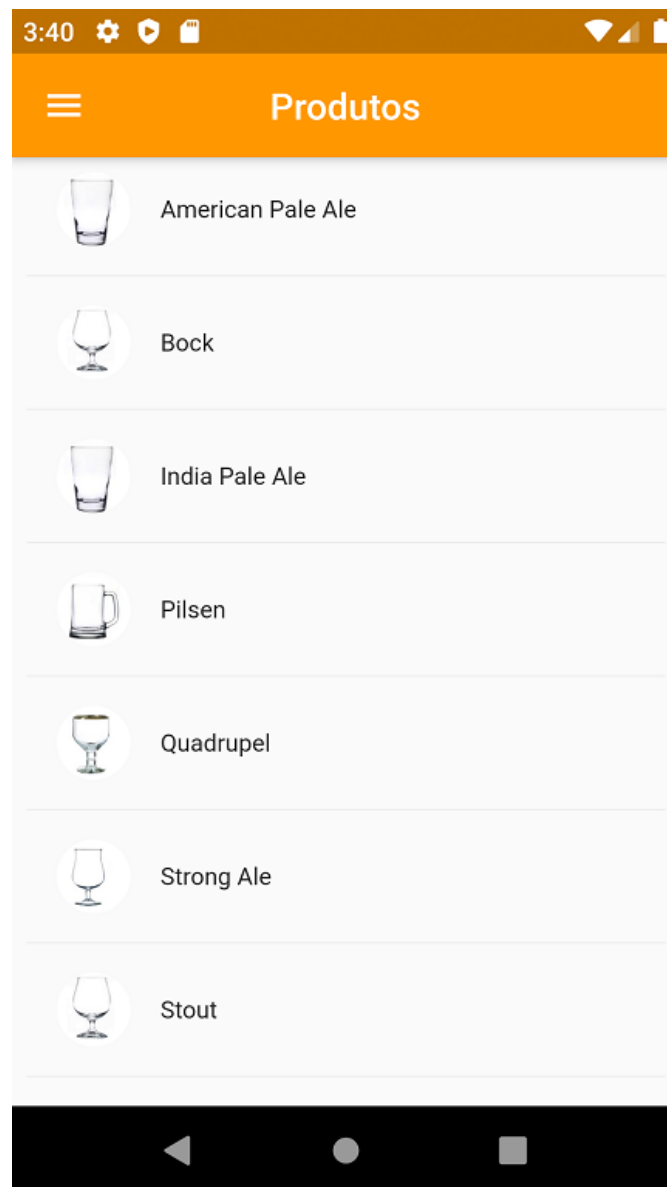 3:40
Produtos
American Pale Ale
Bock
India Pale Ale
Pilsen
Quadrupel
Strong Ale
Stout